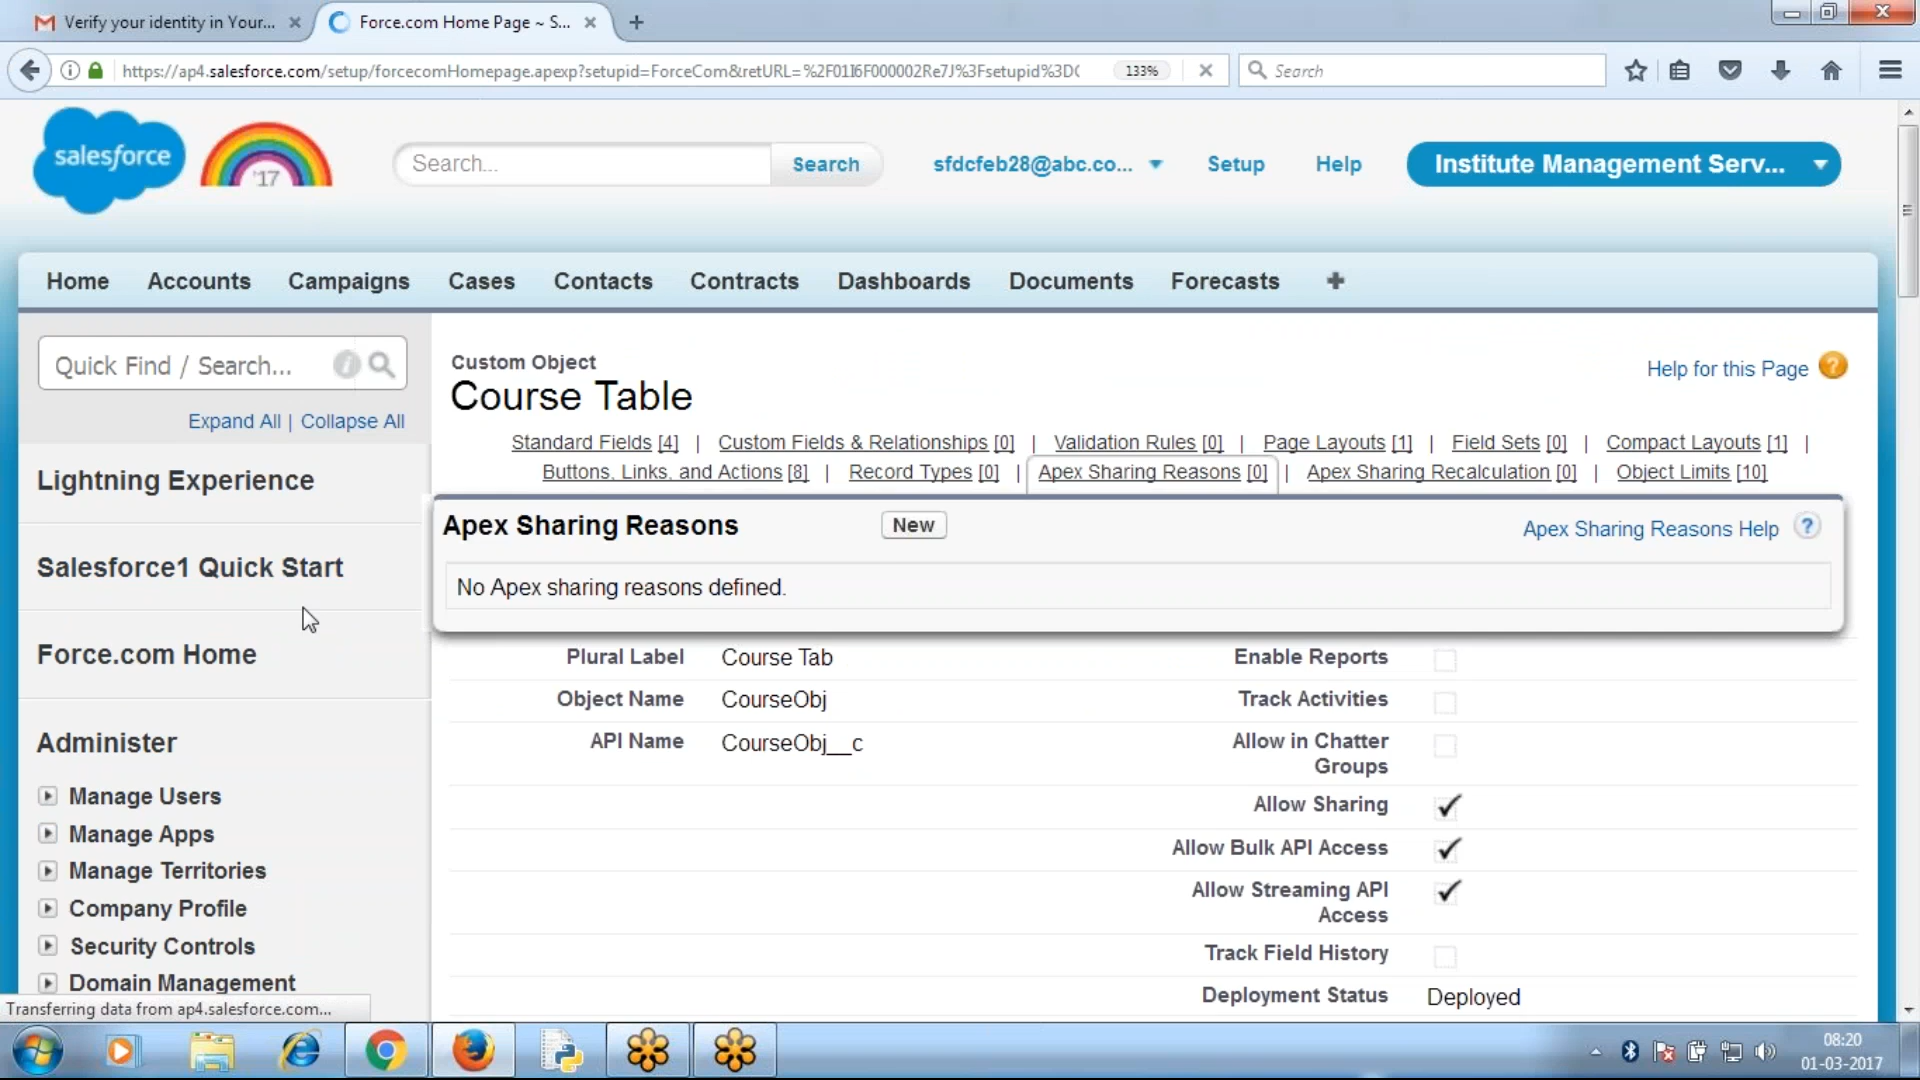 Verify your identity in Your...
Force.com Home Page ~ S...
https://ap4.salesforce.com/setup/forcecomHomepage.apexp?setupid=ForceCom&retURL=%2F01I6F000002Re7J%3Fsetupid%3DC
133%
Search
salesforce
'17
Search...
Search
sfdcfeb28@abc.co...
Setup
Help
Institute Management Serv...
Home
Accounts
Campaigns
Cases
Contacts
Contracts
Dashboards
Documents
Forecasts
Quick Find / Search...
Expand All | Collapse All
Lightning Experience
Salesforce1 Quick Start
Force.com Home
Administer
Manage Users
Manage Apps
Manage Territories
Company Profile
Security Controls
Domain Management
Custom Object
Course Table
Help for this Page
Standard Fields [4] | Custom Fields & Relationships [0] | Validation Rules [0] | Page Layouts [1] | Field Sets [0] | Compact Layouts [1] |
Buttons, Links, and Actions [8] | Record Types [0] | Apex Sharing Reasons [0] | Apex Sharing Recalculation [0] | Object Limits [10]
Apex Sharing Reasons
New
Apex Sharing Reasons Help
No Apex sharing reasons defined.
Plural Label Course Tab
Object Name CourseObj
API Name CourseObj__c
Enable Reports
Track Activities
Allow in Chatter
Groups
Allow Sharing
Allow Bulk API Access
Allow Streaming API
Access
Track Field History
Deployment Status Deployed
Transferring data from ap4.salesforce.com...
08:20
01-03-2017